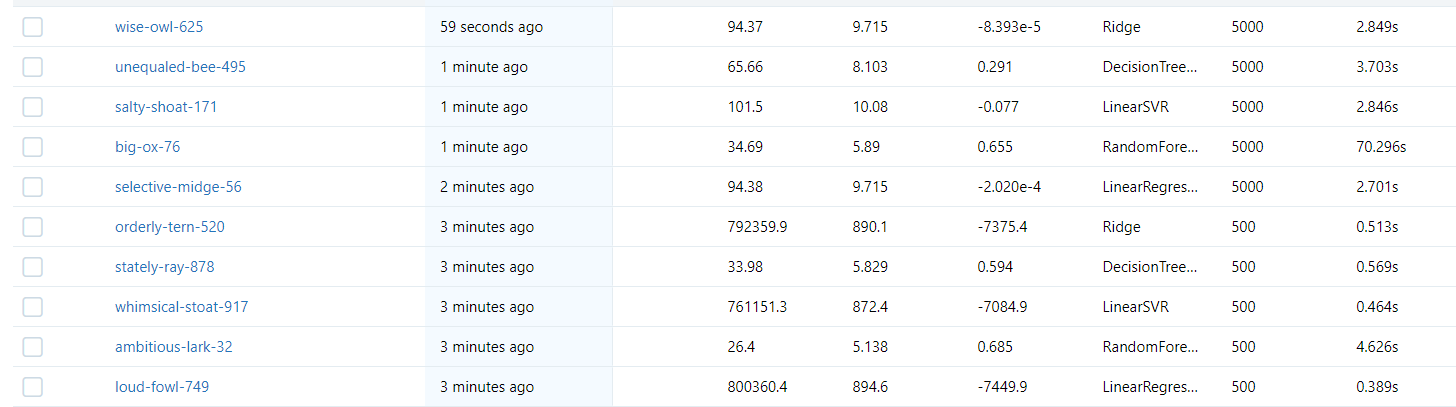 wise-owl-625 59 seconds ago 94.37 9.715 -8.393e-5 Ridge 5000 2.849s
unequaled-bee-495 1 minute ago 65.66 8.103 0.291 DecisionTree... 5000 3.703s
salty-shoat-171 1 minute ago 101.5 10.08 -0.077 LinearSVR 5000 2.846s
big-ox-76 1 minute ago 34.69 5.89 0.655 RandomFore... 5000 70.296s
selective-midge-56 2 minutes ago 94.38 9.715 -2.020e-4 LinearRegres... 5000 2.701s
orderly-tern-520 3 minutes ago 792359.9 890.1 -7375.4 Ridge 500 0.513s
stately-ray-878 3 minutes ago 33.98 5.829 0.594 DecisionTree... 500 0.569s
whimsical-stoat-917 3 minutes ago 761151.3 872.4 -7084.9 LinearSVR 500 0.464s
ambitious-lark-32 3 minutes ago 26.4 5.138 0.685 RandomFore... 500 4.626s
loud-fowl-749 3 minutes ago 800360.4 894.6 -7449.9 LinearRegres... 500 0.389s